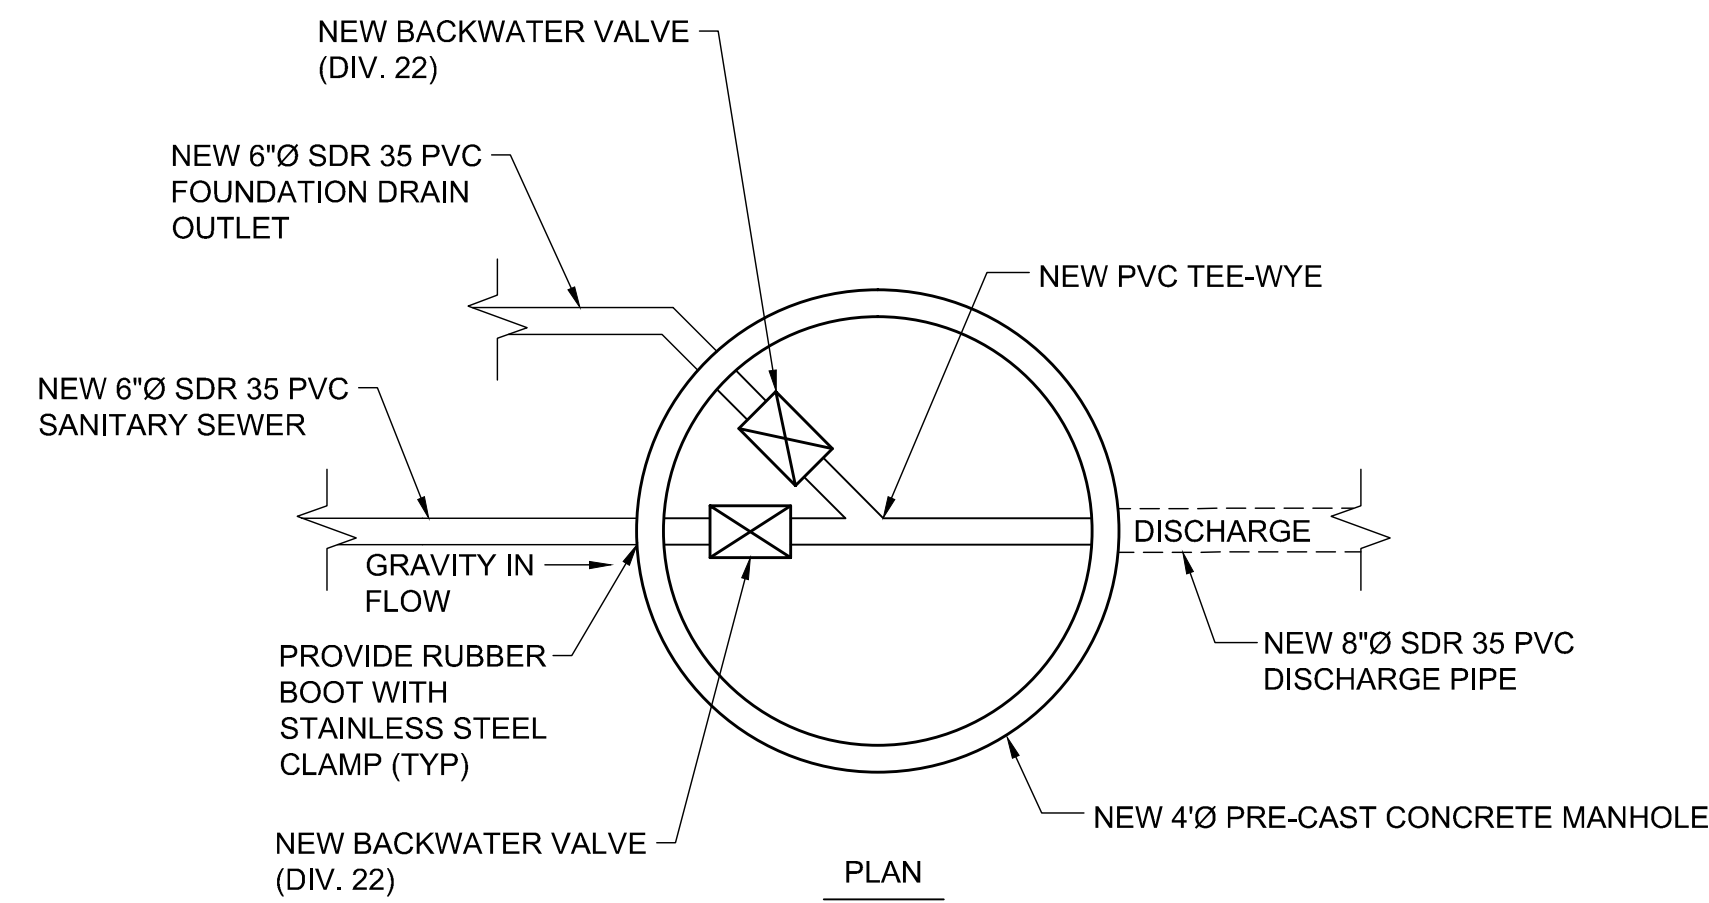 NEW BACKWATER VALVE
(DIV. 22)
NEW 6"Ø SDR 35 PVC
FOUNDATION DRAIN
OUTLET
NEW PVC TEE-WYE
NEW 6"Ø SDR 35 PVC
SANITARY SEWER
DISCHARGE
GRAVITY IN
FLOW
PROVIDE RUBBER
BOOT WITH
STAINLESS STEEL
CLAMP (TYP)
NEW 8"Ø SDR 35 PVC
DISCHARGE PIPE
NEW 4'Ø PRE-CAST CONCRETE MANHOLE
NEW BACKWATER VALVE
(DIV. 22)
PLAN